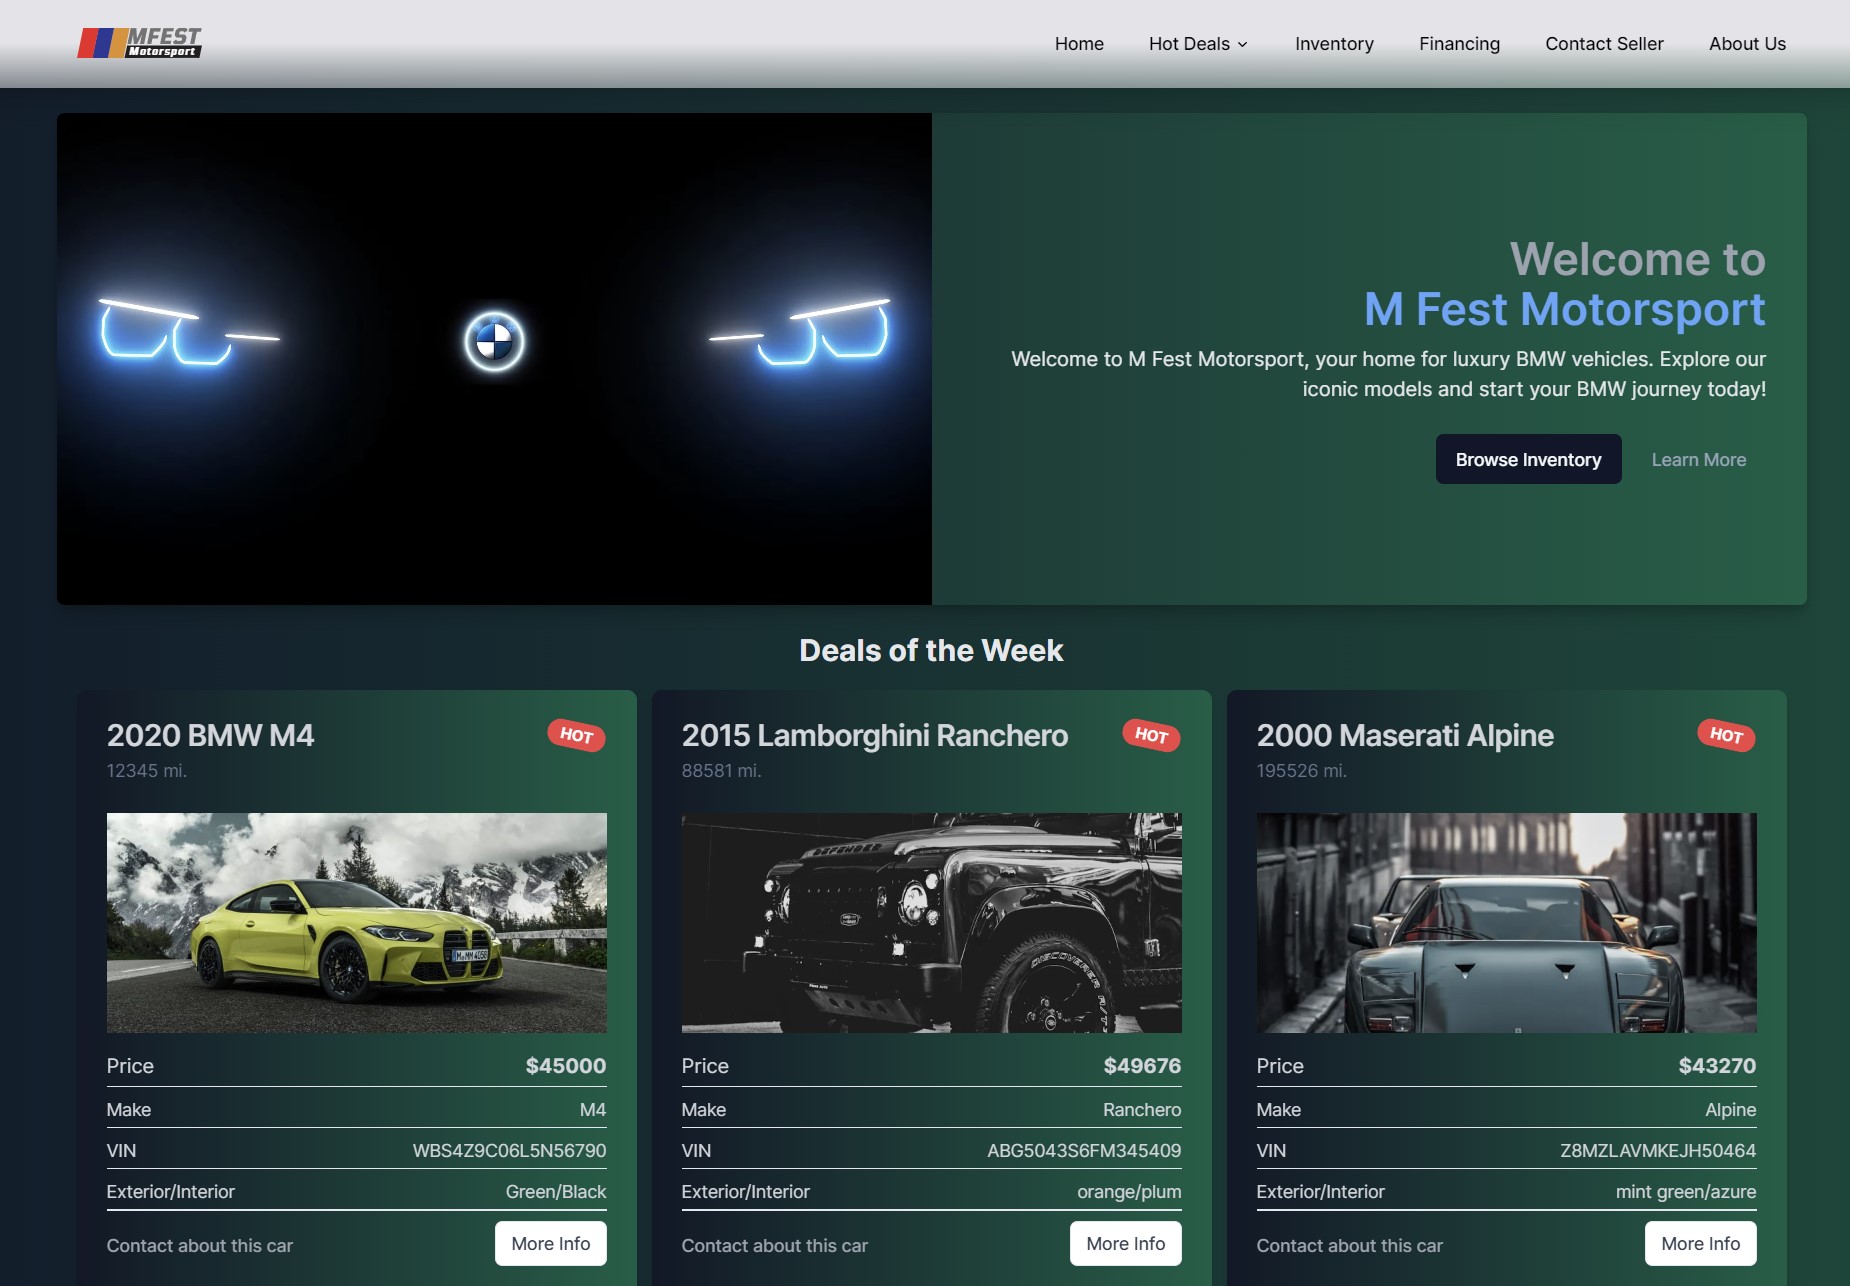 MFEST
Motorsport
Home
Hot Deals
Inventory
Financing
Contact Seller
About Us
Welcome to
M Fest Motorsport
Welcome to M Fest Motorsport, your home for luxury BMW vehicles. Explore our
iconic models and start your BMW journey today!
Browse Inventory
Learn More
Deals of the Week
2020 BMW M4
HOT
12345 mi.
Price
$45000
Make
M4
VIN
WBS4Z9C06L5N56790
Exterior/Interior
Green/Black
Contact about this car
More Info
2015 Lamborghini Ranchero
HOT
88581 mi.
DEFENDER
DISCOVERER A/T
Price
$49676
Make
Ranchero
VIN
ABG5043S6FM345409
Exterior/Interior
orange/plum
Contact about this car
More Info
2000 Maserati Alpine
HOT
195526 mi.
Price
$43270
Make
Alpine
VIN
Z8MZLAVMKEJH50464
Exterior/Interior
mint green/azure
Contact about this car
More Info